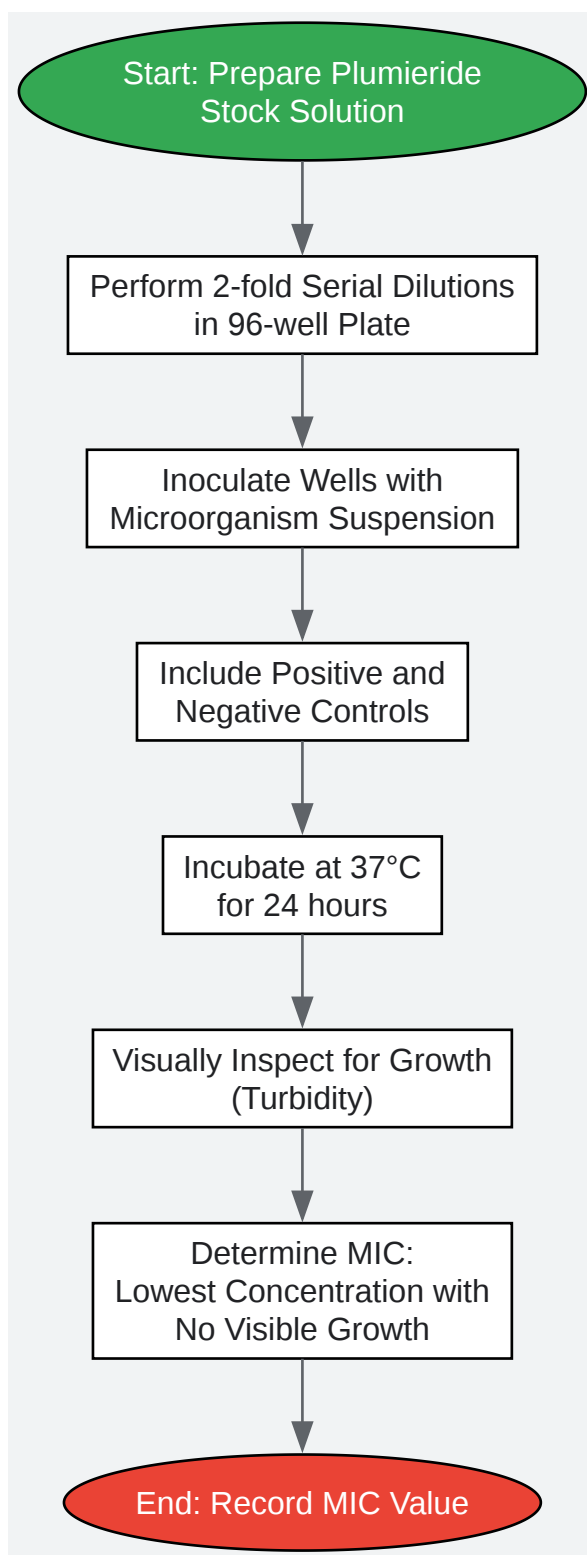 Start: Prepare Plumieride
Stock Solution
Perform 2-fold Serial Dilutions
in 96-well Plate
Inoculate Wells with
Microorganism Suspension
Include Positive and
Negative Controls
Incubate at 37°C
for 24 hours
Visually Inspect for Growth
(Turbidity)
Determine MIC:
Lowest Concentration with
No Visible Growth
End: Record MIC Value